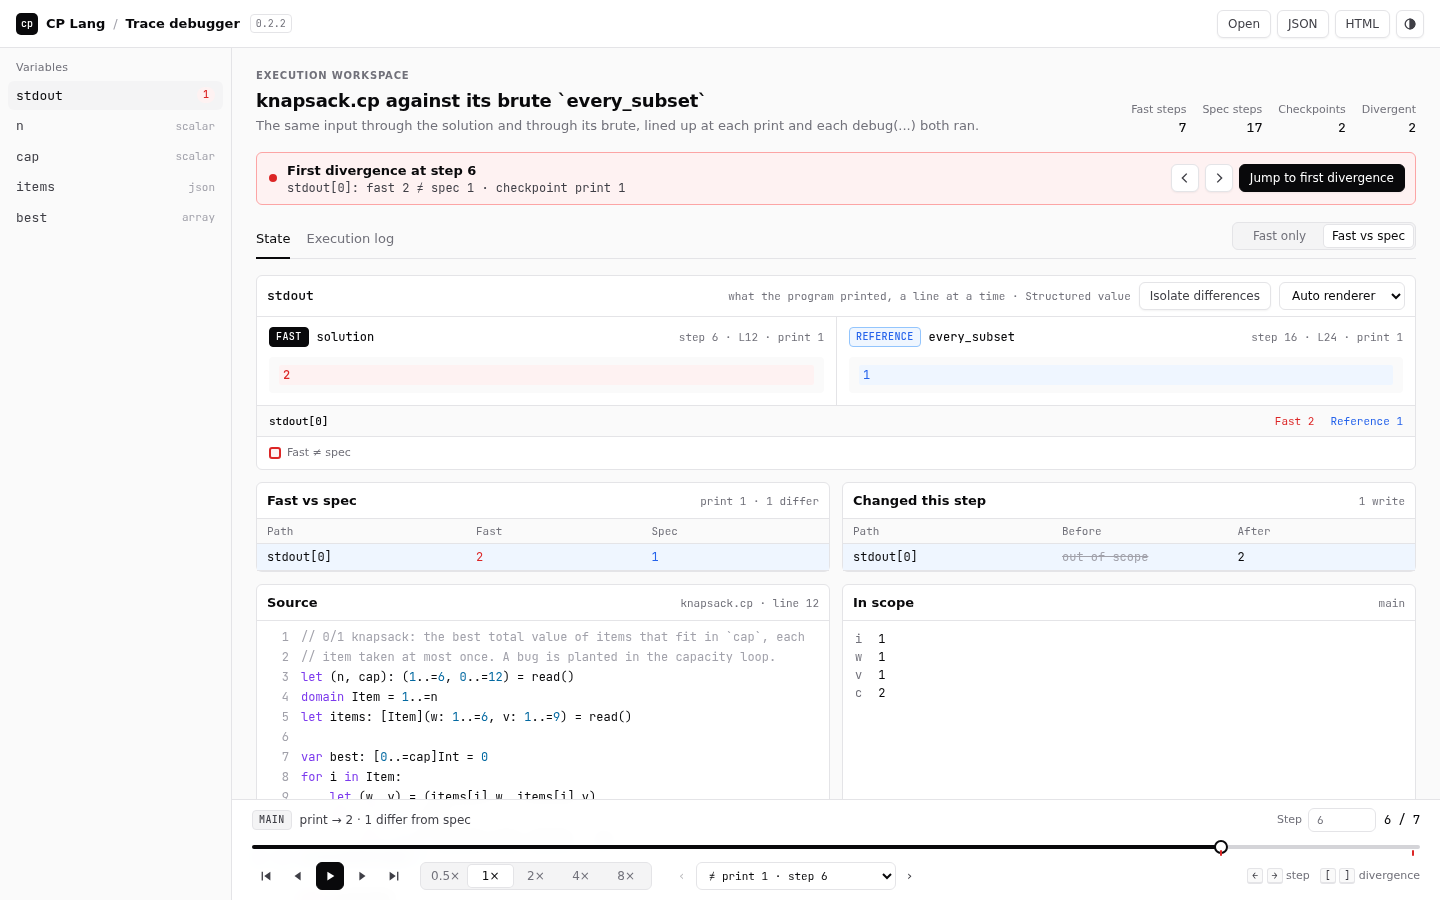 cp CP Lang / Trace debugger 0.2.2
Open JSON HTML
Variables
stdout 1
n scalar
cap scalar
items json
best array
EXECUTION WORKSPACE
knapsack.cp against its brute `every_subset`
The same input through the solution and through its brute, lined up at each print and each debug(...) both ran.
Fast steps Spec steps Checkpoints Divergent
7 17 2 2
First divergence at step 6
stdout[0]: fast 2 ≠ spec 1 · checkpoint print 1
Jump to first divergence
State Execution log
Fast only Fast vs spec
stdout what the program printed, a line at a time · Structured value Isolate differences Auto renderer
FAST solution step 6 · L12 · print 1
2
REFERENCE every_subset step 16 · L24 · print 1
1
stdout[0] Fast 2 Reference 1
Fast ≠ spec
Fast vs spec print 1 · 1 differ
Path Fast Spec
stdout[0] 2 1
Changed this step 1 write
Path Before After
stdout[0] out of scope 2
Source knapsack.cp · line 12
1 // 0/1 knapsack: the best total value of items that fit in `cap`, each
2 // item taken at most once. A bug is planted in the capacity loop.
3 let (n, cap): (1..=6, 0..=12) = read()
4 domain Item = 1..=n
5 let items: [Item](w: 1..=6, v: 1..=9) = read()
6
7 var best: [0..=cap]Int = 0
8 for i in Item:
9 let (w, v) = (items[i].w, items[i].v)
In scope main
i 1
w 1
v 1
c 2
MAIN print → 2 · 1 differ from spec
Step 6 6 / 7
0.5× 1× 2× 4× 8×
‹ ≠ print 1 · step 6 ›
← → step [ ] divergence